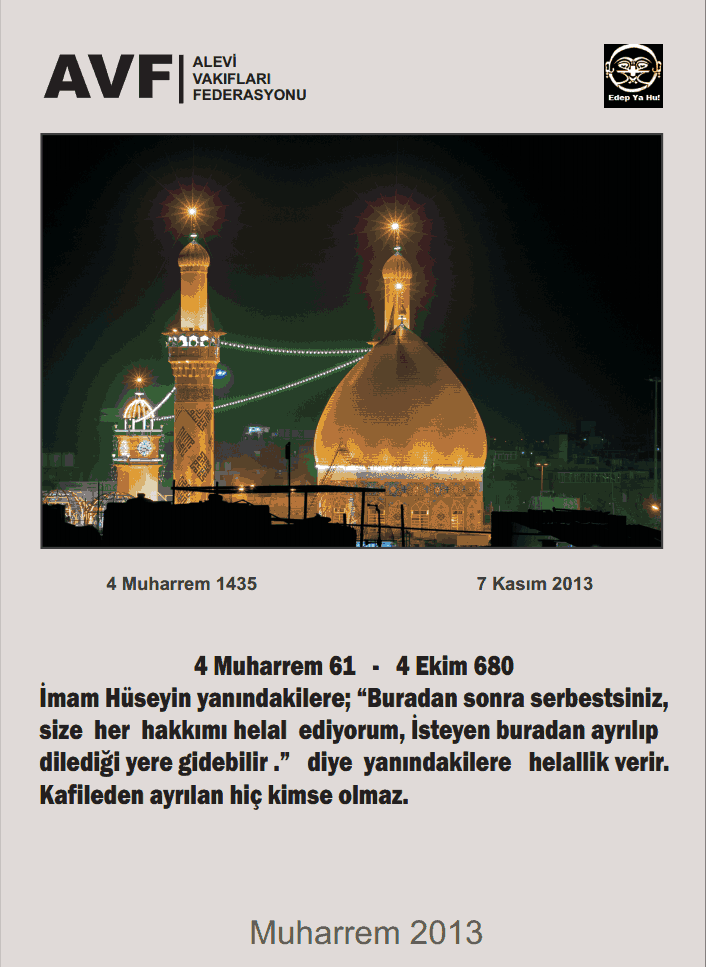 AVF
ALEVİ
VAKIFLARI
FEDERASYONU
Edep Ya Hu!
4 Muharrem 1435
7 Kasım 2013
4 Muharrem 61 - 4 Ekim 680
İmam Hüseyin yanındakilere; “Buradan sonra serbestsiniz,
size her hakkımı helal ediyorum, İsteyen buradan ayrılıp
dilediği yere gidebilir .” diye yanındakilere helallik verir.
Kafileden ayrılan hiç kimse olmaz.
Muharrem 2013